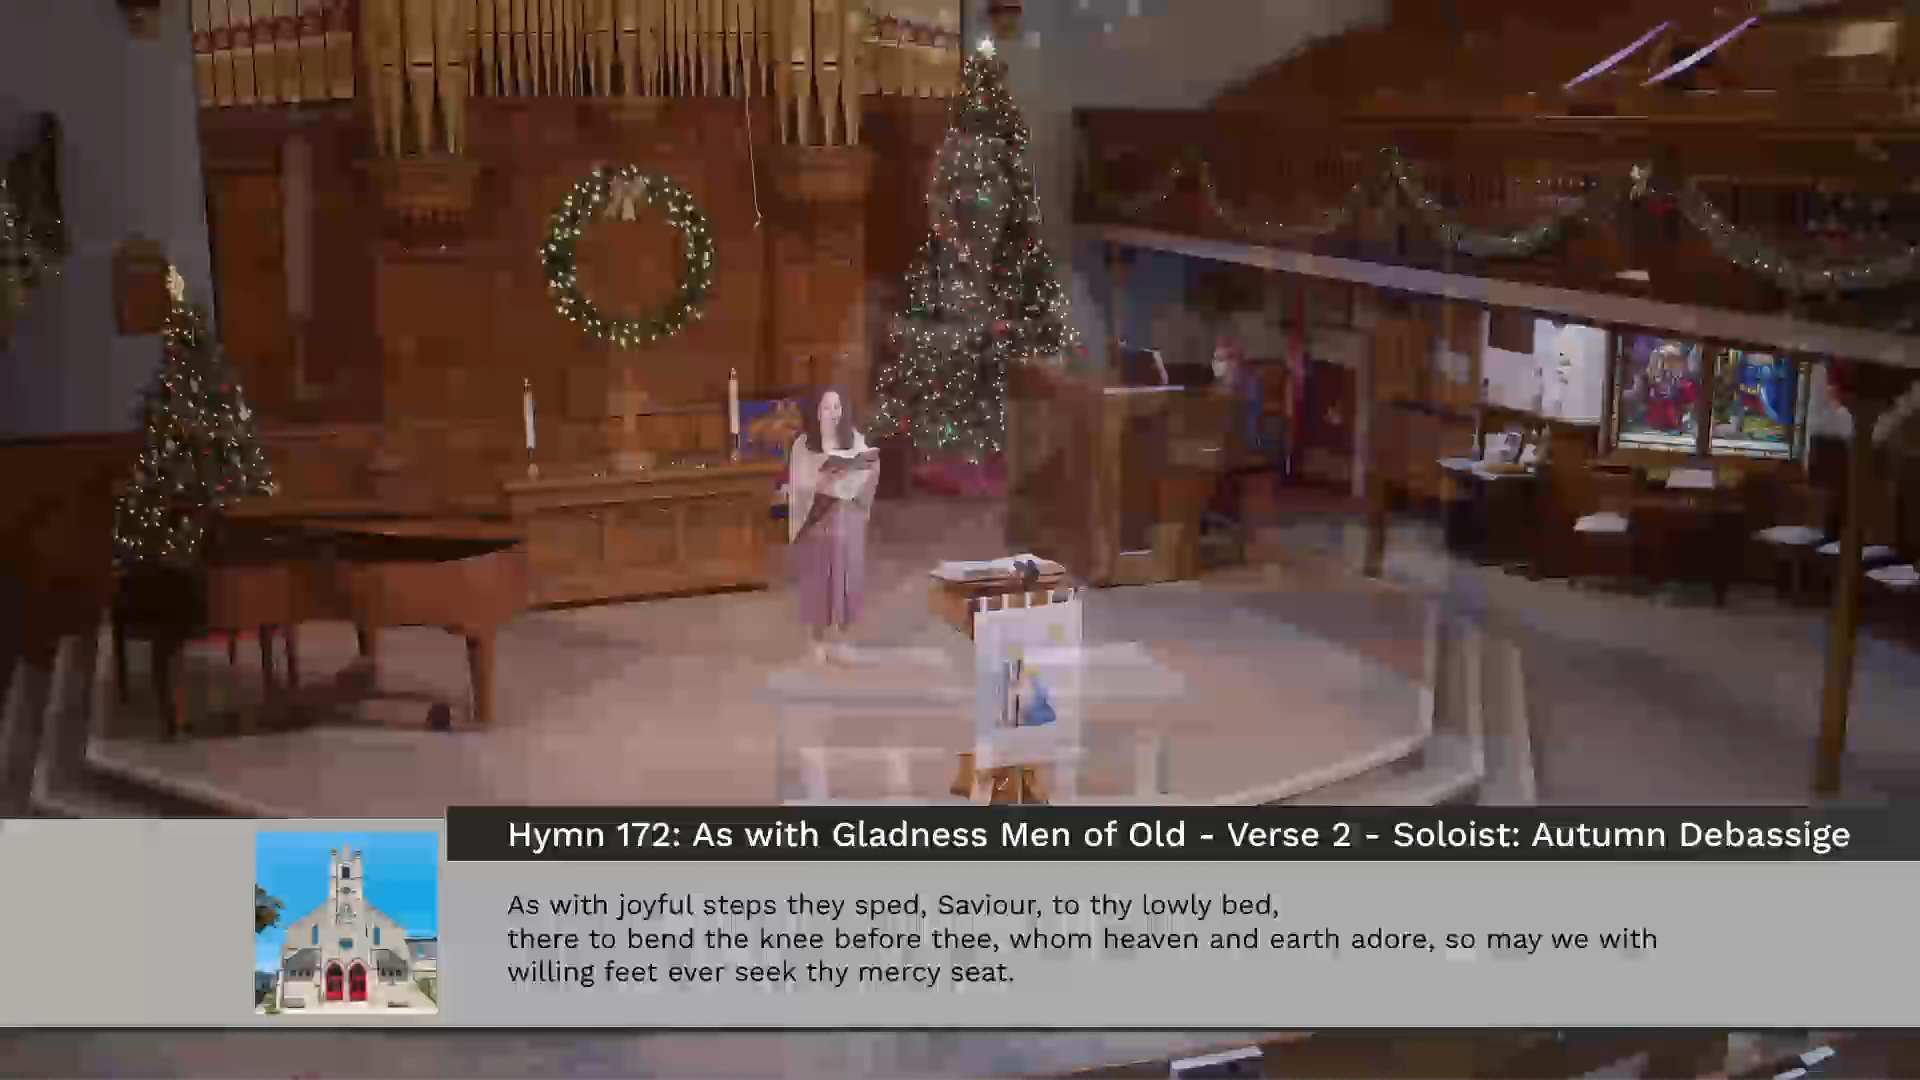 Hymn 172: As with Gladness Men of Old - Verse 2 - Soloist: Autumn Debassige
As with joyful steps they sped, Saviour, to thy lowly bed,
there to bend the knee before thee, whom heaven and earth adore, so may we with
willing feet ever seek thy mercy seat.